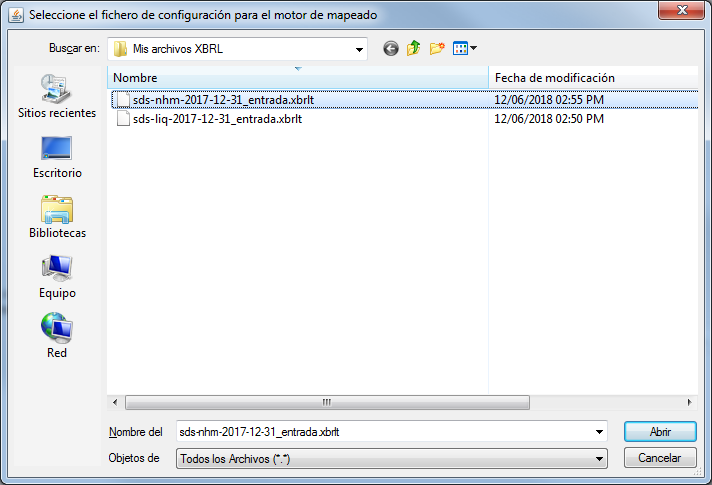 Seleccione el fichero de configuración para el motor de mapeado
Buscar en: Mis archivos XBRL
Nombre Fecha de modificación
sds-nhm-2017-12-31_entrada.xbrlt 12/06/2018 02:55 PM
sds-liq-2017-12-31_entrada.xbrlt 12/06/2018 02:50 PM
Sitios recientes
Escritorio
Bibliotecas
Equipo
Red
Nombre del sds-nhm-2017-12-31_entrada.xbrlt Abrir
Objetos de Todos los Archivos (*.*) Cancelar